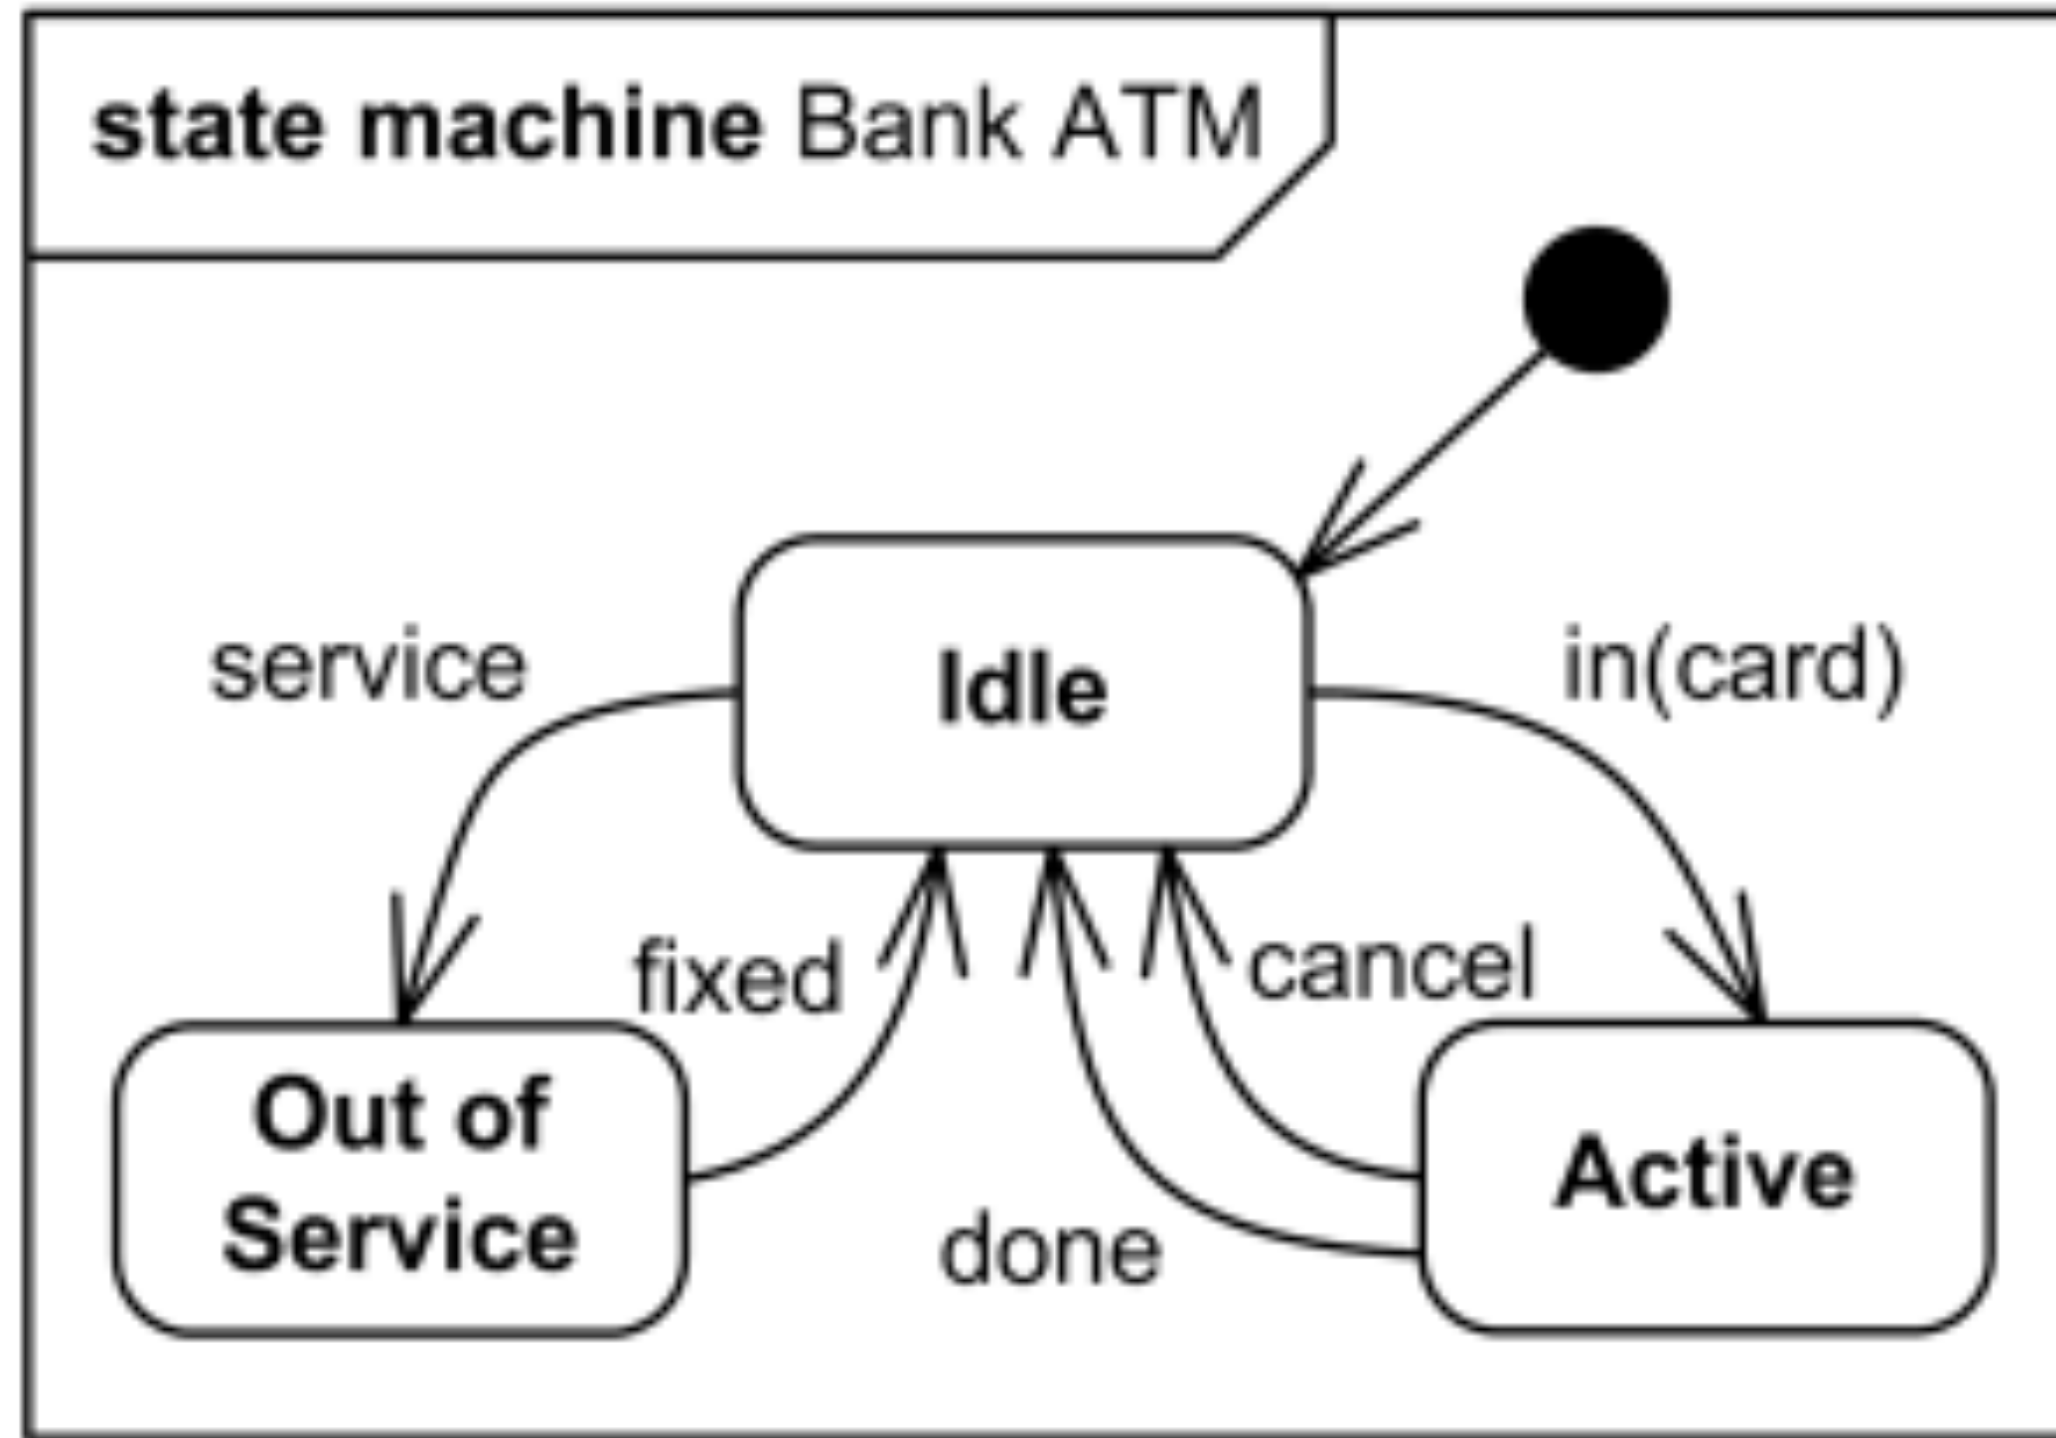 state machine Bank ATM
service
Idle
in(card)
fixed
cancel
Out of
Service
Active
done